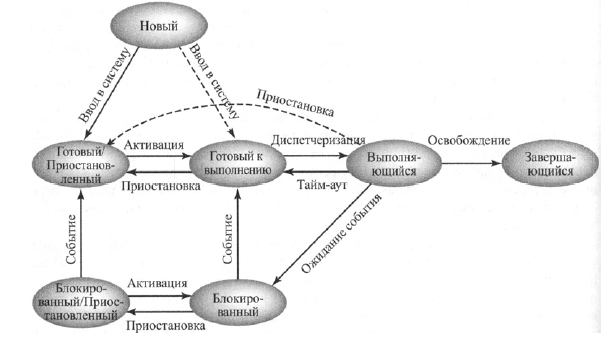 Новый
Ввод в систему
Ввод в систему
Приостановка
Готовый/
Приостанов-
ленный
Активация
Приостановка
Готовый к
выполнению
Диспетчеризация
Тайм-аут
Выполня-
ющийся
Освобождение
Заверша-
ющийся
Событие
Событие
Ожидание события
Блокиро-
ванный/Приос-
тановленный
Активация
Приостановка
Блокиро-
ванный